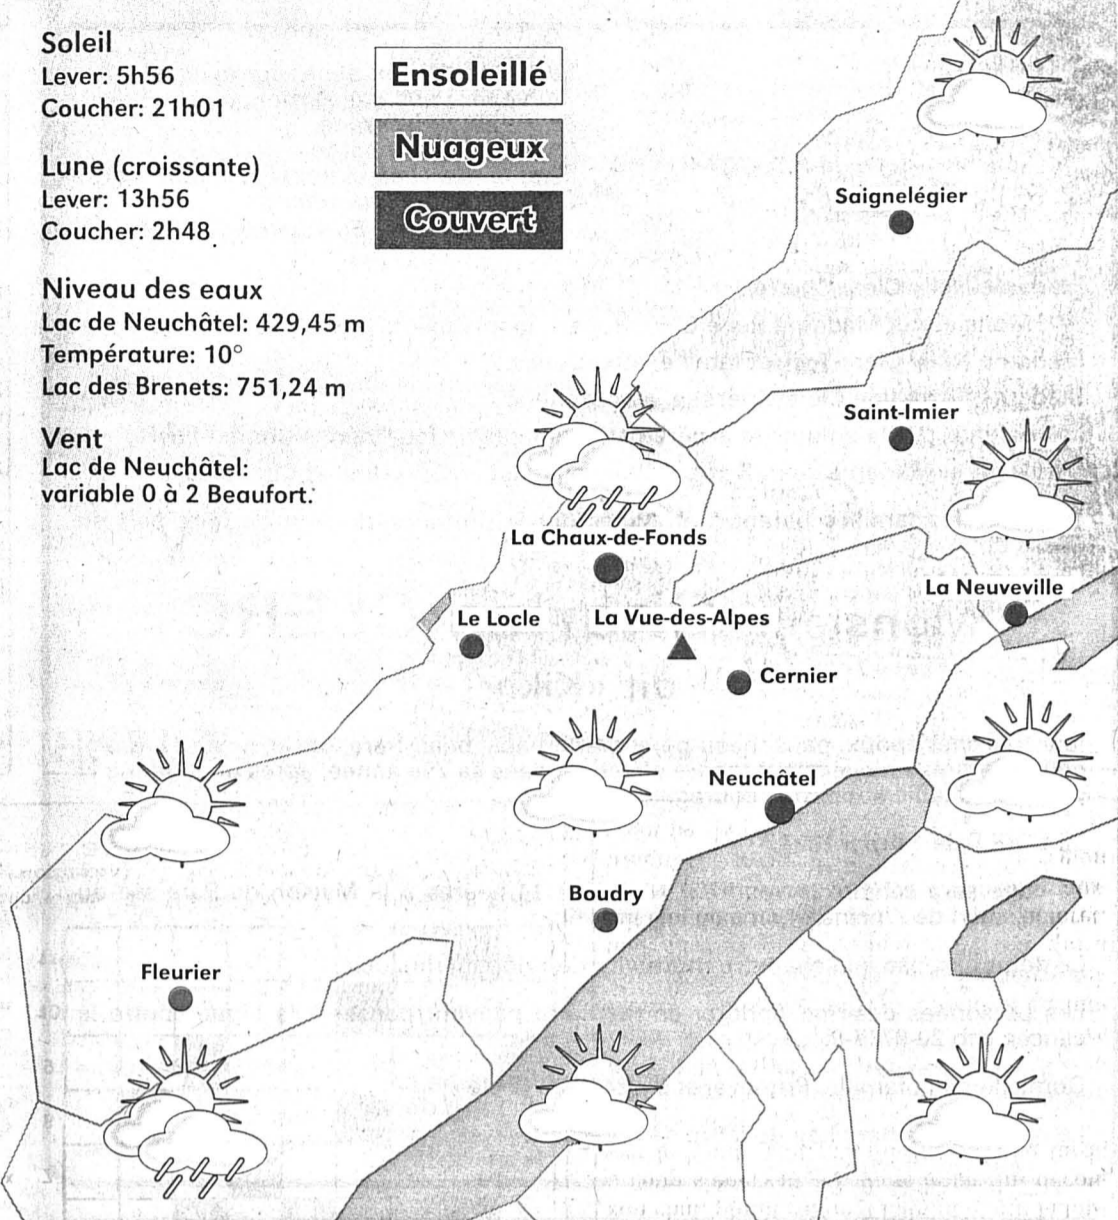 Soleil
Lever: 5h56
Coucher: 21h01
Lune (croissante)
Lever: 13h56
Coucher: 2h48
Niveau des eaux
Lac de Neuchâtel: 429,45 m
Température: 10°
Lac des Brenets: 751,24 m
Vent
Lac de Neuchâtel:
variable 0 à 2 Beaufort.
Ensoleillé
Nuageux
Couvert
Saignelégier
Saint-Imier
La Chaux-de-Fonds
La Neuveville
Le Locle
La Vue-des-Alpes
Cernier
Neuchâtel
Boudry
Fleurier